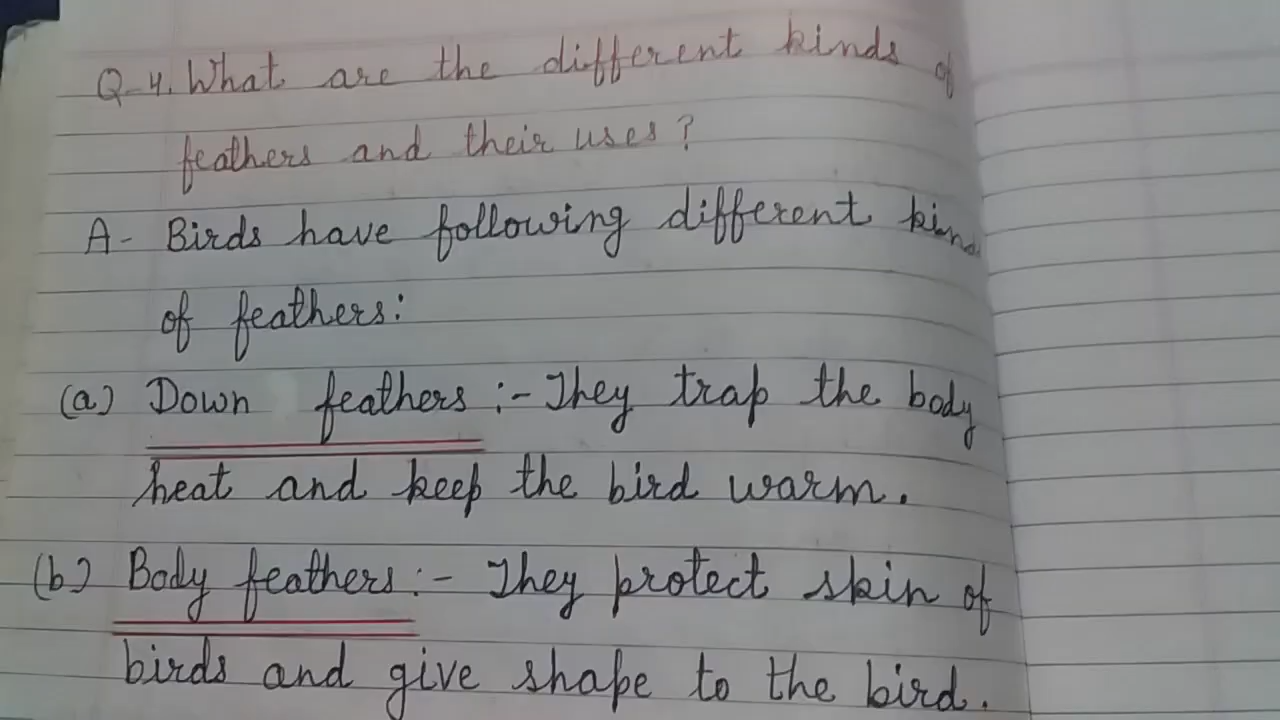 Q-4. What are the different kinds of
feathers and their uses?
A- Birds have following different kind
of feathers:
(a) Down feathers :- They trap the body
heat and keep the bird warm.
(b) Body feathers :- They protect skin of
birds and give shape to the bird.